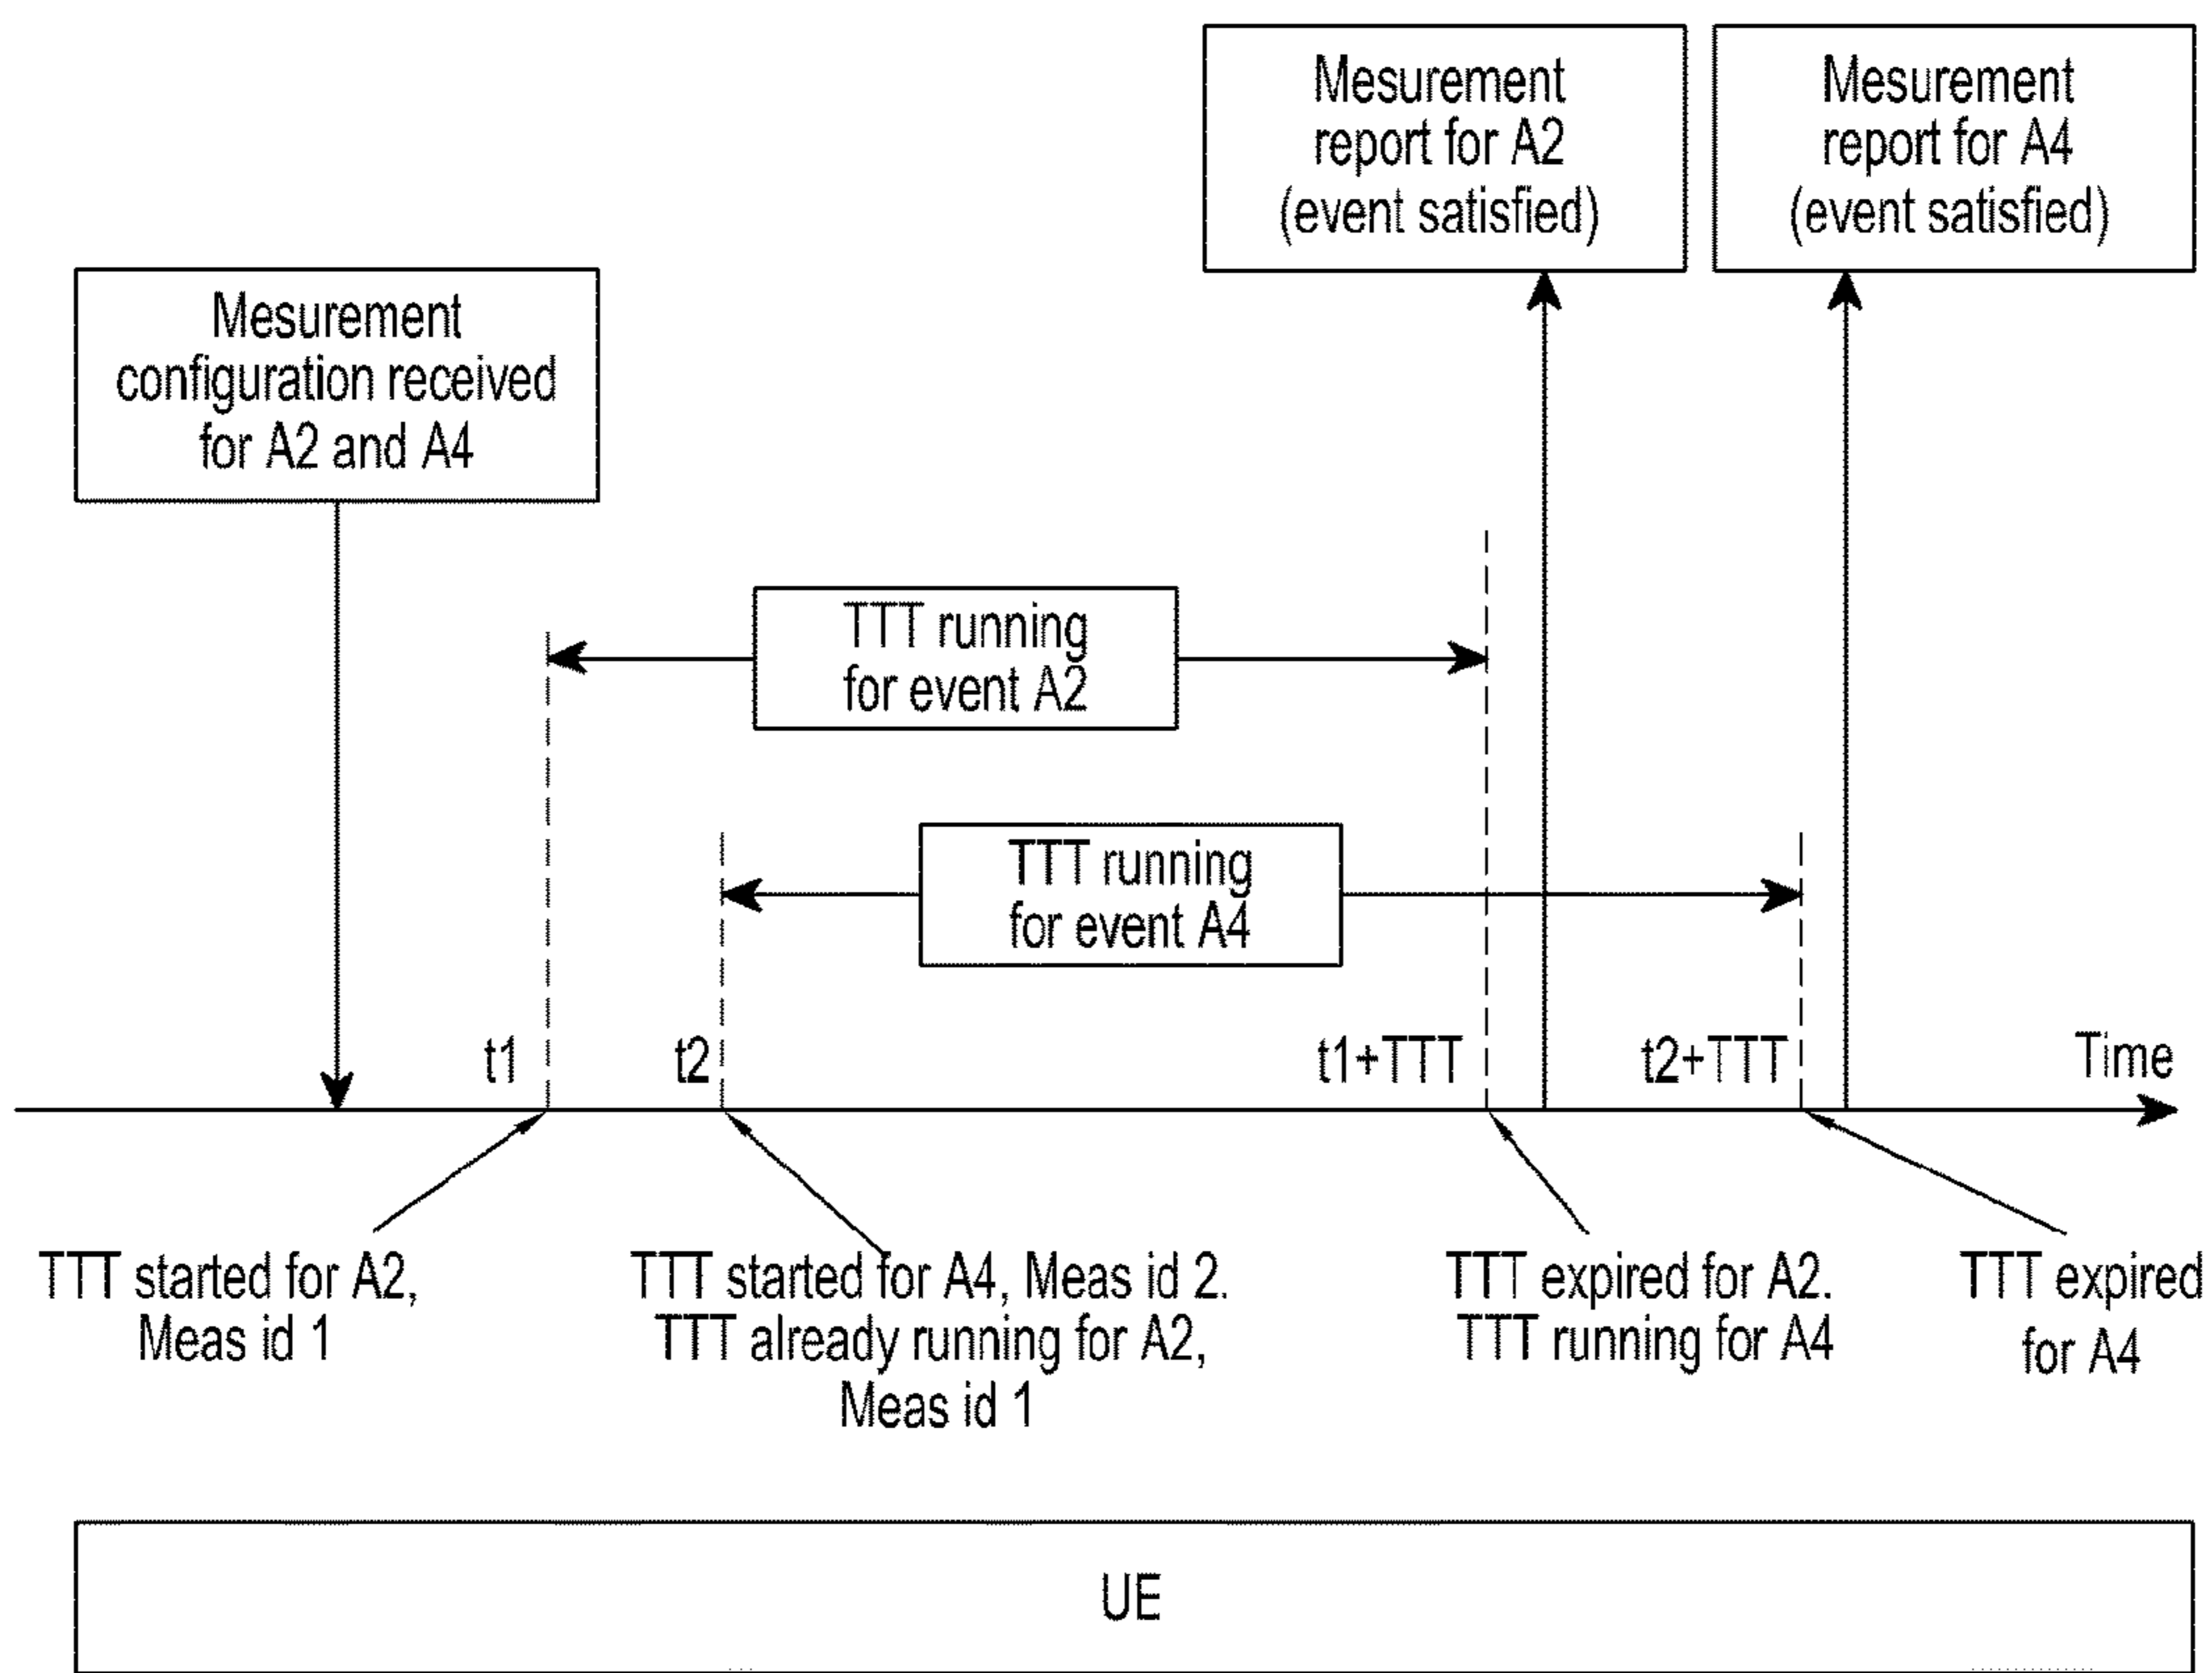 Mesurement
report for A2
(event satisfied)
Mesurement
report for A4
(event satisfied)
Mesurement
configuration received
for A2 and A4
TTT running
for event A2
TTT running
for event A4
t1
t2
t1+TTT
t2+TTT
Time
TTT started for A2,
Meas id 1
TTT started for A4, Meas id 2.
TTT already running for A2,
Meas id 1
TTT expired for A2.
TTT running for A4
TTT expired
for A4
UE